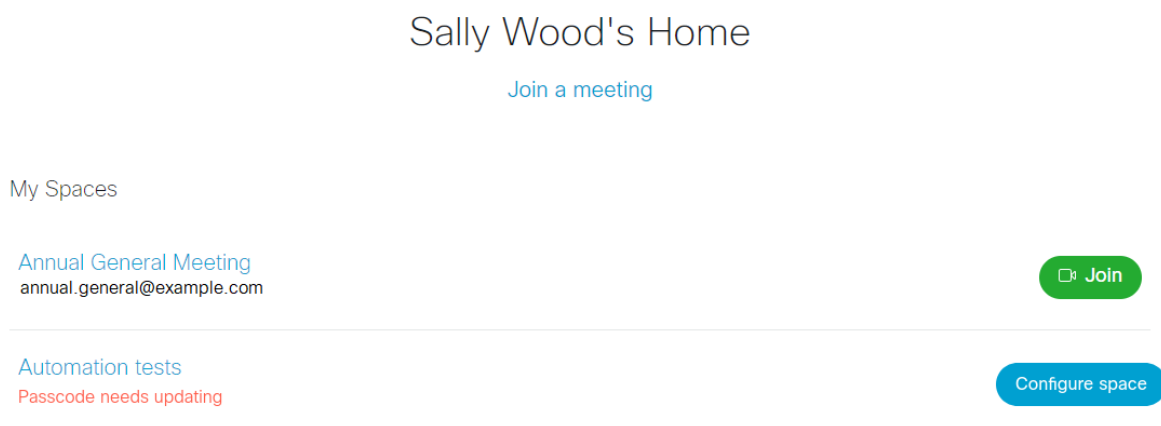 Sally Wood's Home
Join a meeting
My Spaces
Annual General Meeting
annual.general@example.com
Join
Automation tests
Passcode needs updating
Configure space